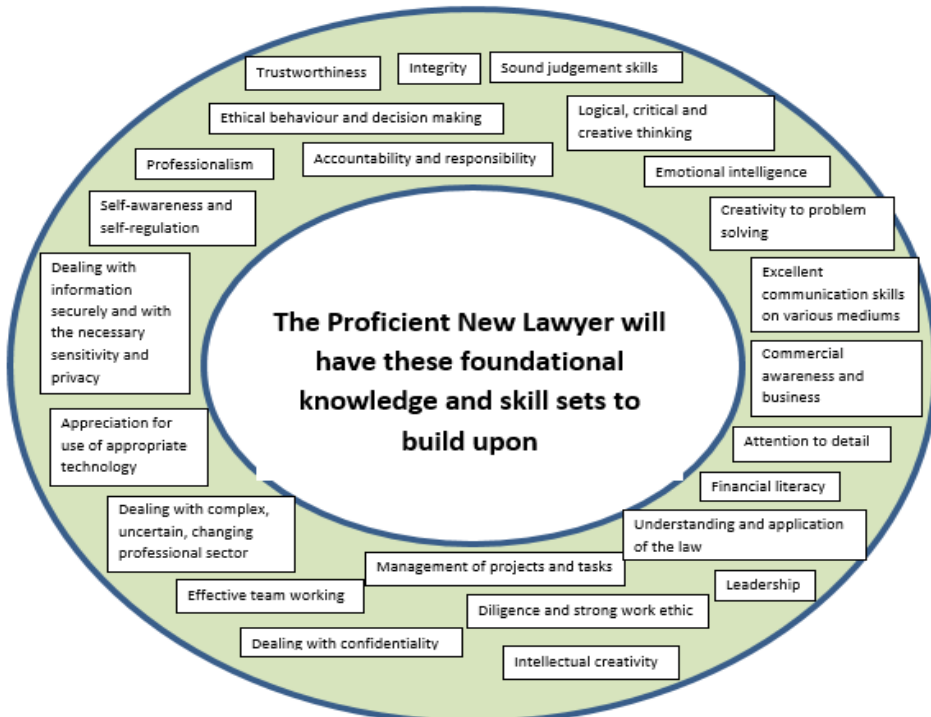 Trustworthiness
Integrity
Sound judgement skills
Ethical behaviour and decision making
Logical, critical and
creative thinking
Professionalism
Accountability and responsibility
Emotional intelligence
Self-awareness and
self-regulation
Creativity to problem
solving
Dealing with
information
securely and with
the necessary
sensitivity and
privacy
Excellent
communication skills
on various mediums
The Proficient New Lawyer will
have these foundational
knowledge and skill sets to
build upon
Commercial
awareness and
business
Appreciation for
use of appropriate
technology
Attention to detail
Financial literacy
Dealing with complex,
uncertain, changing
professional sector
Understanding and application
of the law
Management of projects and tasks
Leadership
Effective team working
Diligence and strong work ethic
Dealing with confidentiality
Intellectual creativity